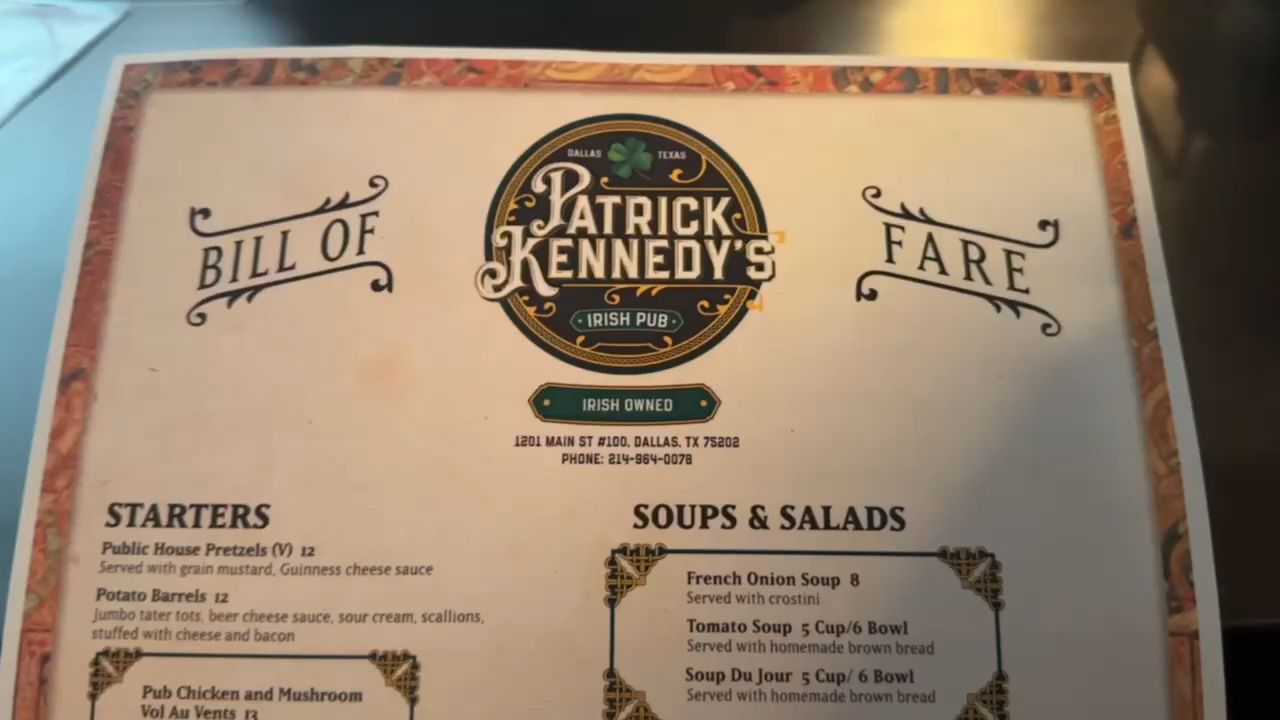 BILL OF
DALLAS TEXAS
PATRICK
KENNEDY'S
IRISH PUB
FARE
IRISH OWNED
1201 MAIN ST #100, DALLAS, TX 75202
PHONE: 214-964-0078
STARTERS
Public House Pretzels (V) 12
Served with grain mustard, Guinness cheese sauce
Potato Barrels 12
Jumbo tater tots, beer cheese sauce, sour cream, scallions,
stuffed with cheese and bacon
Pub Chicken and Mushroom
Vol Au Vents 13
SOUPS & SALADS
French Onion Soup 8
Served with crostini
Tomato Soup 5 Cup/6 Bowl
Served with homemade brown bread
Soup Du Jour 5 Cup/ 6 Bowl
Served with homemade brown bread